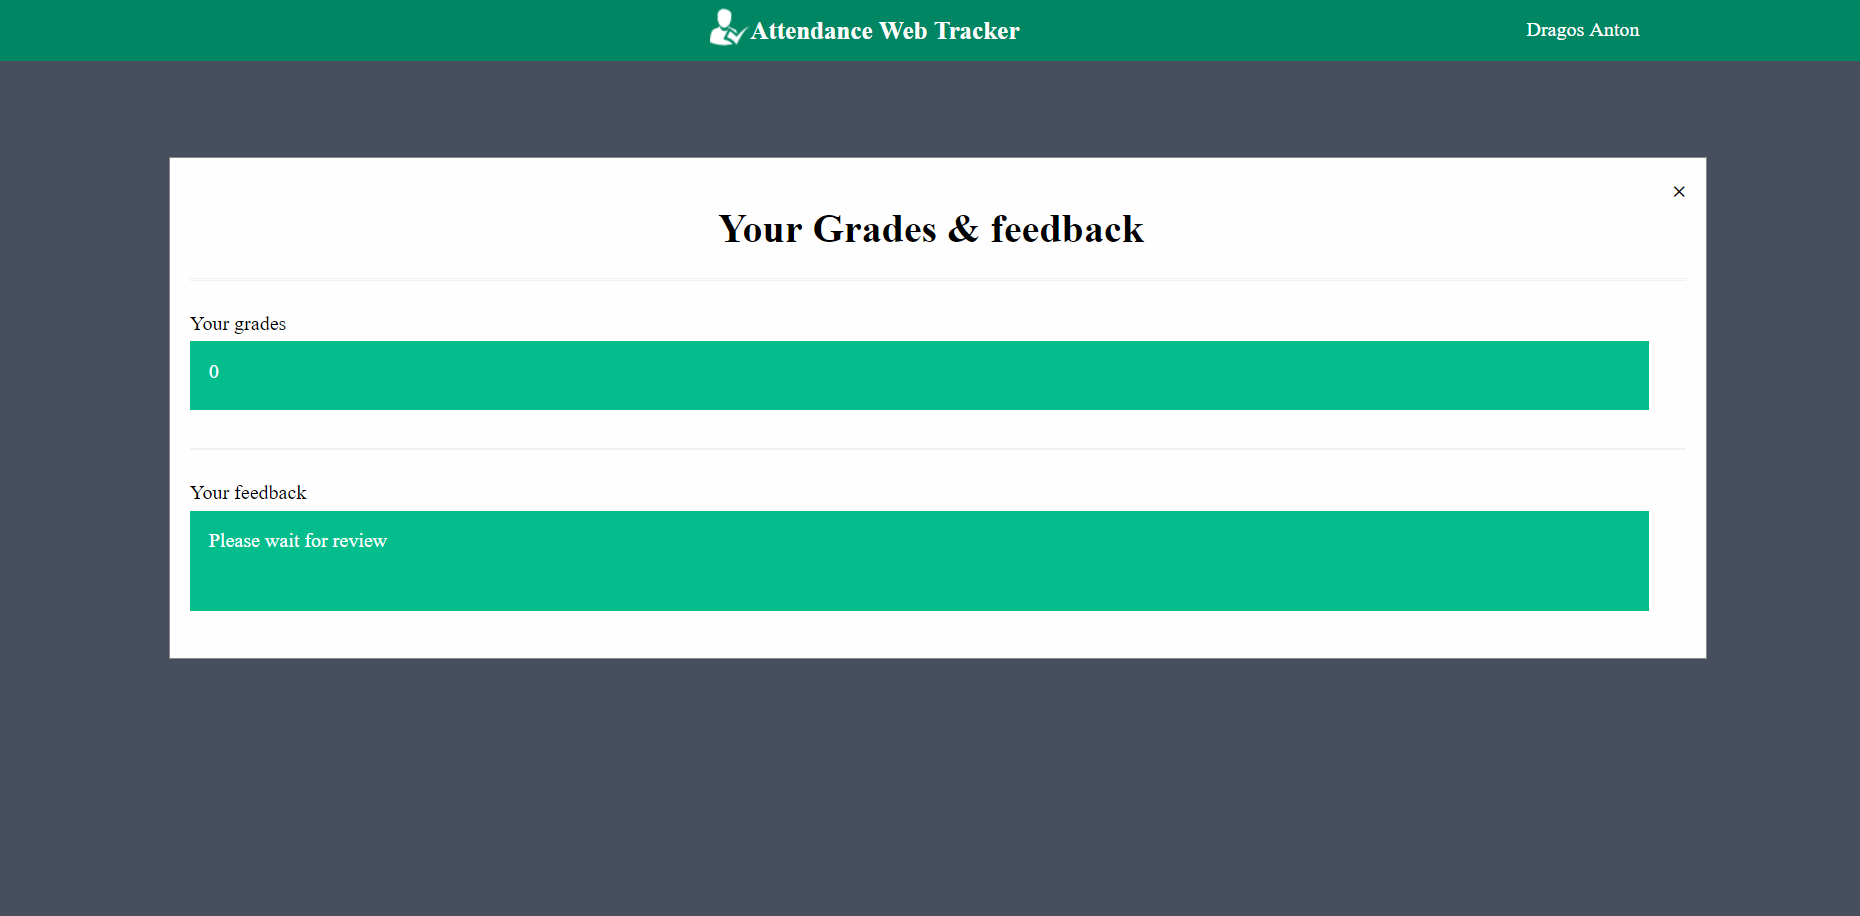 Attendance Web Tracker
Dragos Anton
×
Your Grades & feedback
Your grades
0
Your feedback
Please wait for review